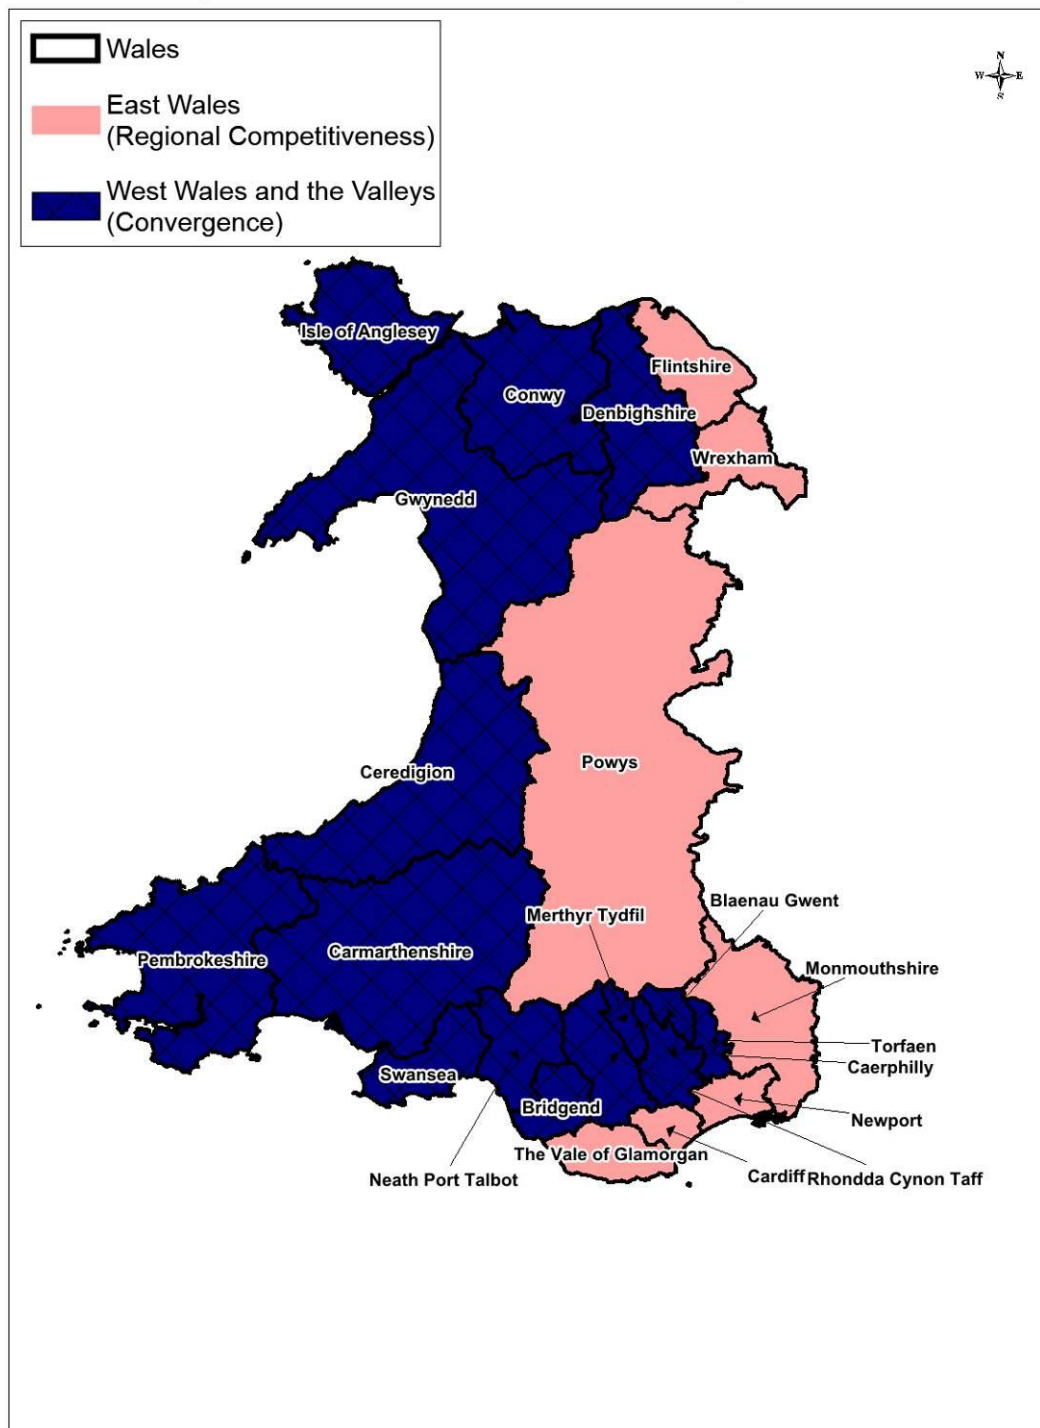 Wales
East Wales
(Regional Competitiveness)
West Wales and the Valleys
(Convergence)
N
W E
S
Isle of Anglesey
Flintshire
Conwy
Denbighshire
Wrexham
Gwynedd
Powys
Ceredigion
Blaenau Gwent
Merthyr Tydfil
Carmarthenshire
Pembrokeshire
Monmouthshire
Torfaen
Caerphilly
Swansea
Bridgend
Newport
The Vale of Glamorgan
Neath Port Talbot
Cardiff
Rhondda Cynon Taff